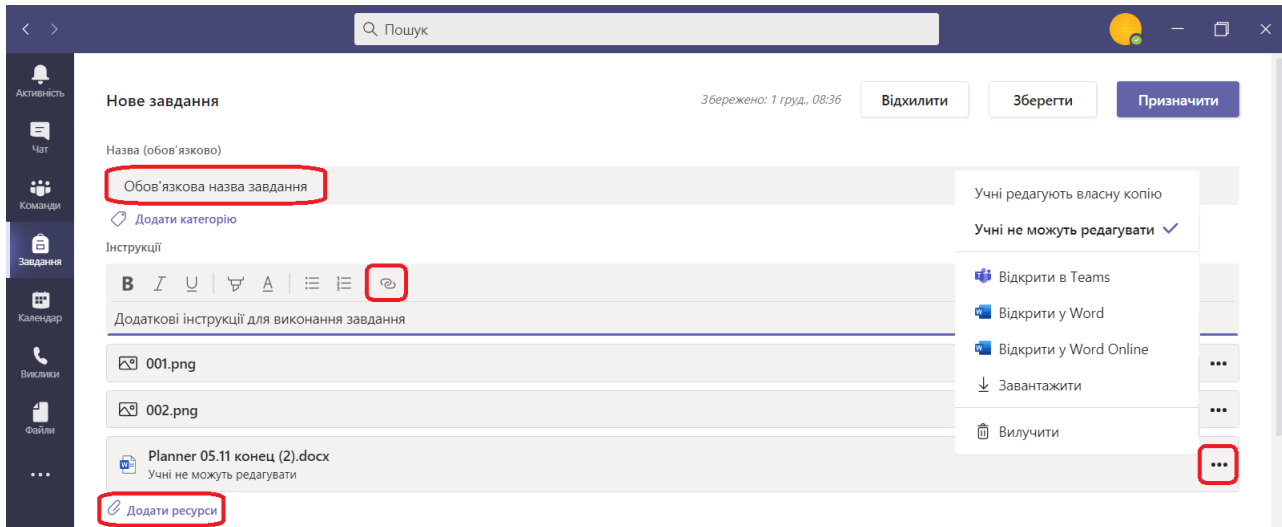 Пошук
Активність
Чат
Команди
Завдання
Календар
Виклики
Файли
Нове завдання
Збережено: 1 груд., 08:36
Відхилити
Зберегти
Призначити
Назва (обов’язково)
Обов'язкова назва завдання
Додати категорію
Інструкції
B I U A
Додаткові інструкції для виконання завдання
001.png
002.png
Planner 05.11 конец (2).docx
Учні не можуть редагувати
Додати ресурси
Учні редагують власну копію
Учні не можуть редагувати
Відкрити в Teams
Відкрити у Word
Відкрити у Word Online
Завантажити
Вилучити